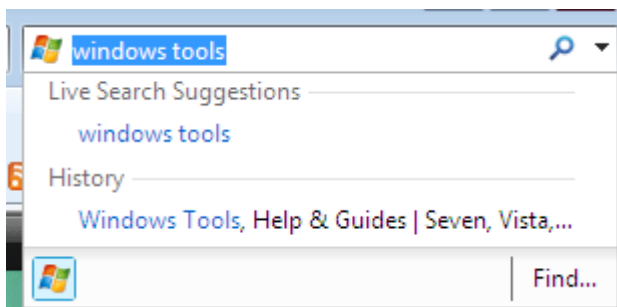 windows tools
Live Search Suggestions
windows tools
History
Windows Tools, Help & Guides | Seven, Vista,...
Find...